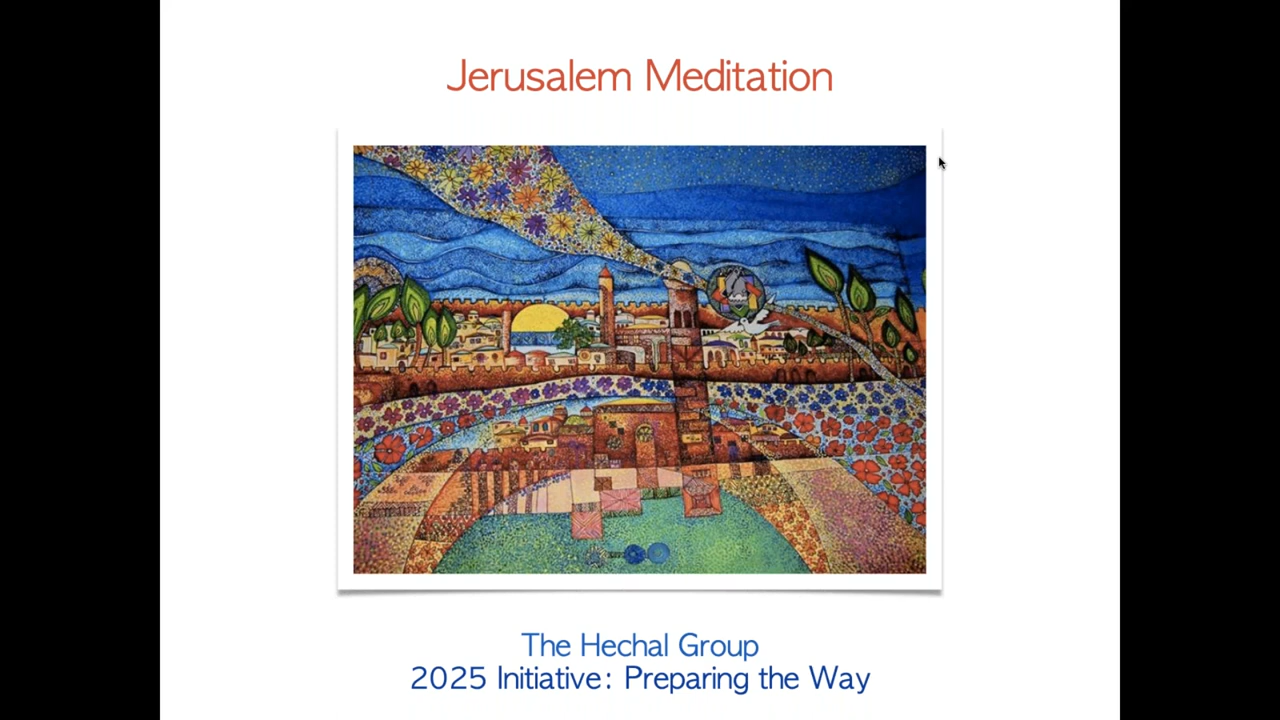 Jerusalem Meditation
The Hechal Group
2025 Initiative: Preparing the Way